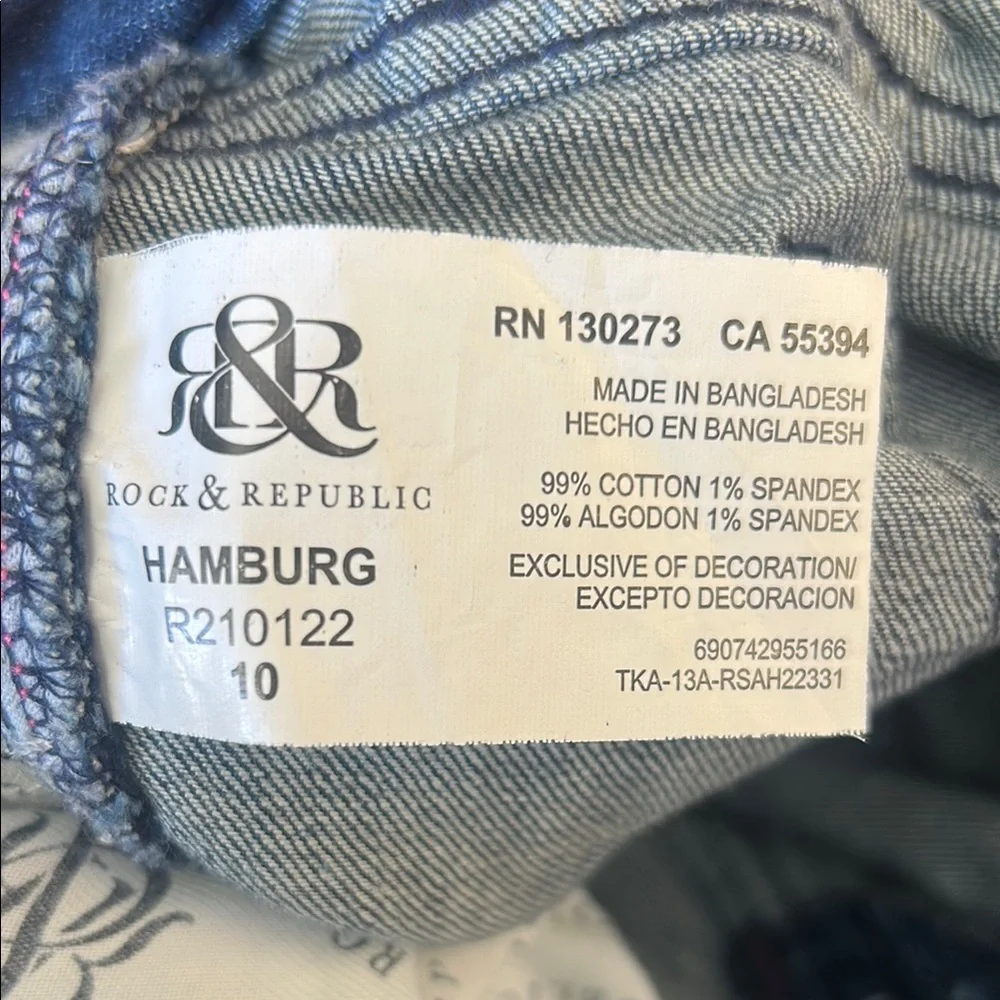 R&R
ROCK & REPUBLIC
HAMBURG
R210122
10
RN 130273 CA 55394
MADE IN BANGLADESH
HECHO EN BANGLADESH
99% COTTON 1% SPANDEX
99% ALGODON 1% SPANDEX
EXCLUSIVE OF DECORATION/
EXCEPTO DECORACION
690742955166
TKA-13A-RSAH22331